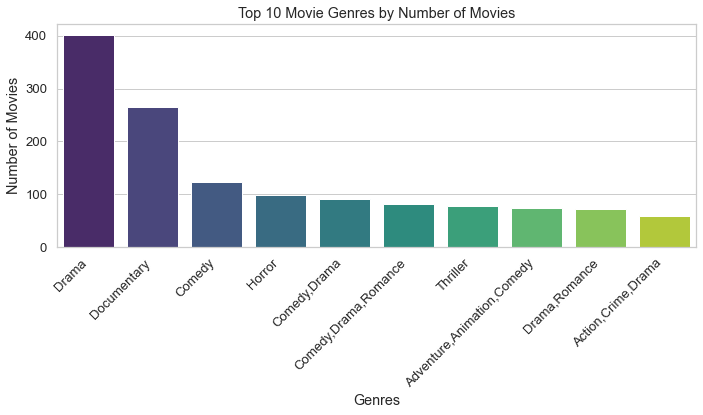 Top 10 Movie Genres by Number of Movies
Number of Movies
400
300
200
100
0
Drama
Documentary
Comedy
Horror
Comedy,Drama
Comedy,Drama,Romance
Thriller
Adventure,Animation,Comedy
Drama,Romance
Action,Crime,Drama
Genres